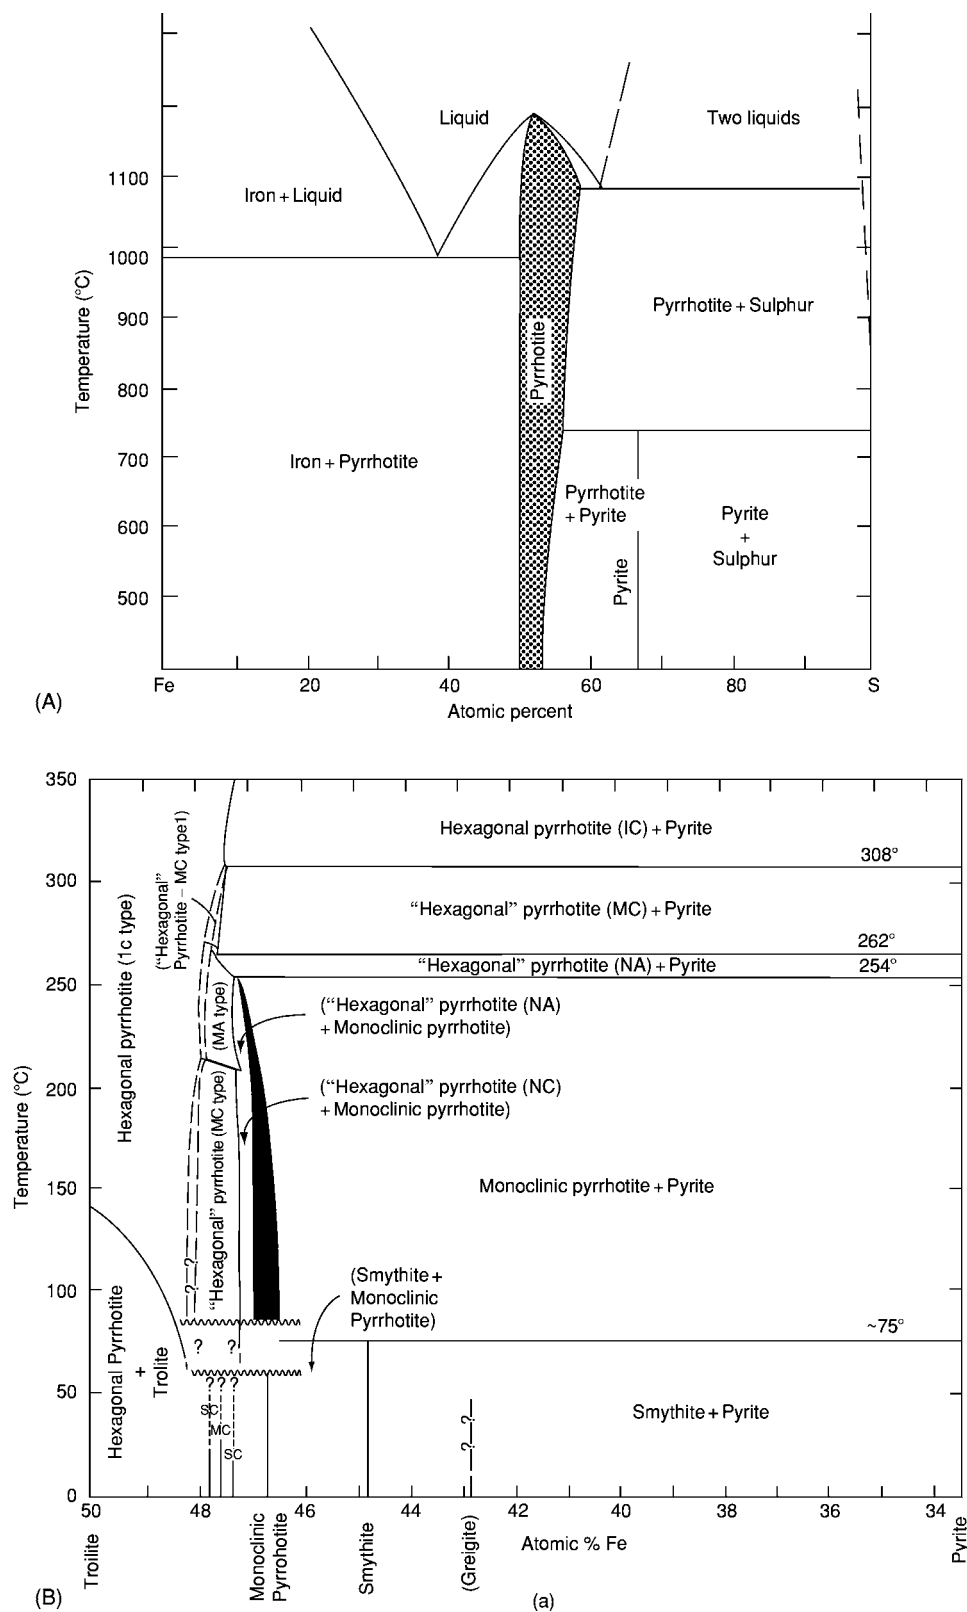 Liquid
Two liquids
1100
Iron + Liquid
1000
Pyrrhotite + Sulphur
900
Temperature (°C)
Pyrrhotite
800
700
Iron + Pyrrhotite
Pyrrhotite
+ Pyrite
Pyrite
+
Sulphur
600
Pyrite
500
Fe
20
40
60
80
S
(A)
Atomic percent
350
Hexagonal pyrrhotite (IC) + Pyrite
308°
("Hexagonal"
Pyrrhotite – MC type1)
300
"Hexagonal" pyrrhotite (MC) + Pyrite
262°
"Hexagonal" pyrrhotite (NA) + Pyrite
254°
250
Hexagonal pyrrhotite (1c type)
(MA type)
("Hexagonal" pyrrhotite (NA)
+ Monoclinic pyrrhotite)
200
("Hexagonal" pyrrhotite (NC)
+ Monoclinic pyrrhotite)
Temperature (°C)
"Hexagonal" pyrrhotite (MC type)
150
Monoclinic pyrrhotite + Pyrite
? ?
100
(Smythite +
Monoclinic
Pyrrhotite)
~75°
? ?
Hexagonal Pyrrhotite
+
Trolite
? ? ?
50
SC
MC
SC
? ?
Smythite + Pyrite
0
50
48
46
44
42
40
38
36
34
Troilite
Monoclinic
Pyrrohotite
Smythite
(Greigite)
Atomic % Fe
Pyrite
(B)
(a)